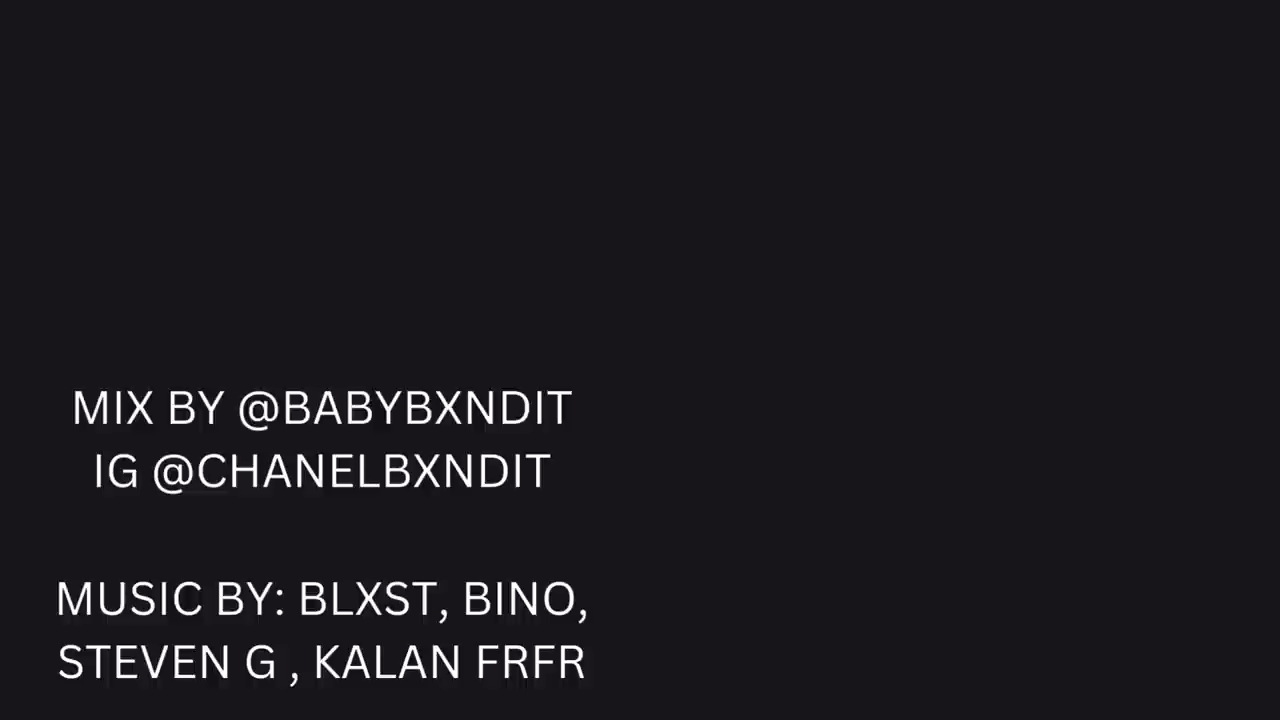 MIX BY @BABYBXNDIT
IG @CHANELBXNDIT
MUSIC BY: BLXST, BINO,
STEVEN G , KALAN FRFR